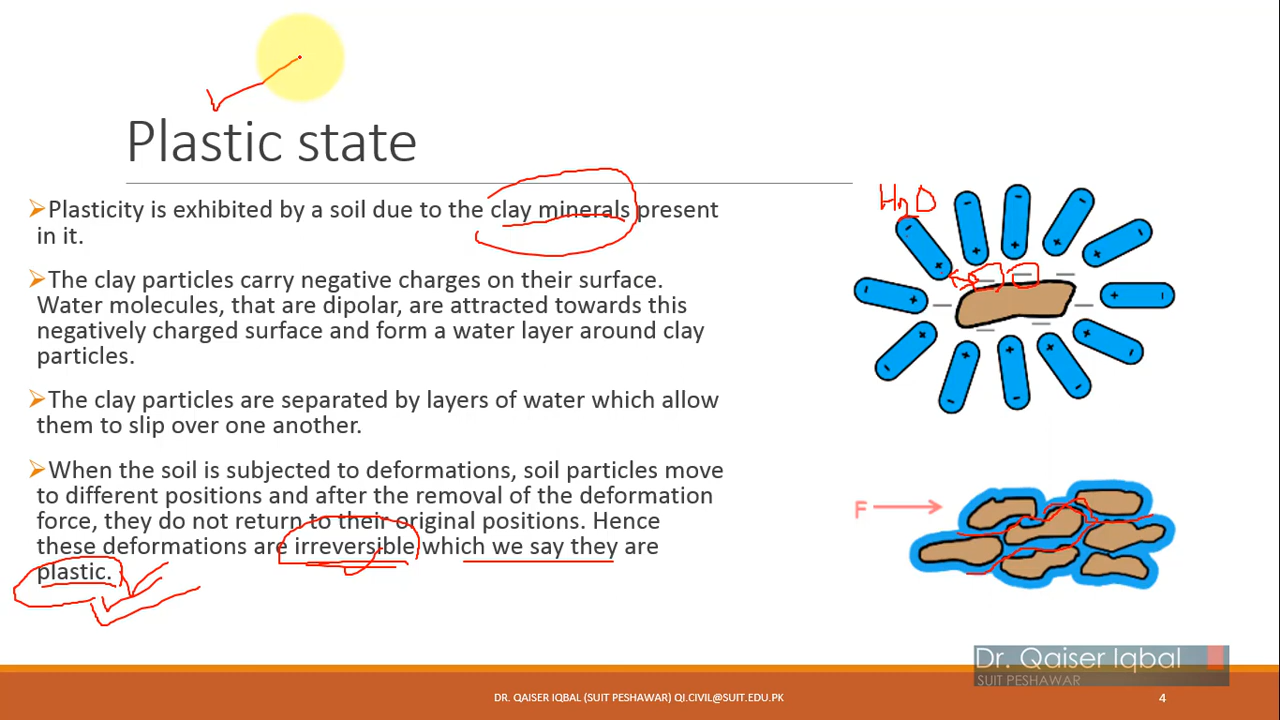 Plastic state
➢Plasticity is exhibited by a soil due to the clay minerals present
in it.
➢The clay particles carry negative charges on their surface.
Water molecules, that are dipolar, are attracted towards this
negatively charged surface and form a water layer around clay
particles.
➢The clay particles are separated by layers of water which allow
them to slip over one another.
➢When the soil is subjected to deformations, soil particles move
to different positions and after the removal of the deformation
force, they do not return to their original positions. Hence
these deformations are irreversible which we say they are
plastic.
H2O
F
Dr. Qaiser Iqbal
SUIT PESHAWAR
DR. QAISER IQBAL (SUIT PESHAWAR) QI.CIVIL@SUIT.EDU.PK
4